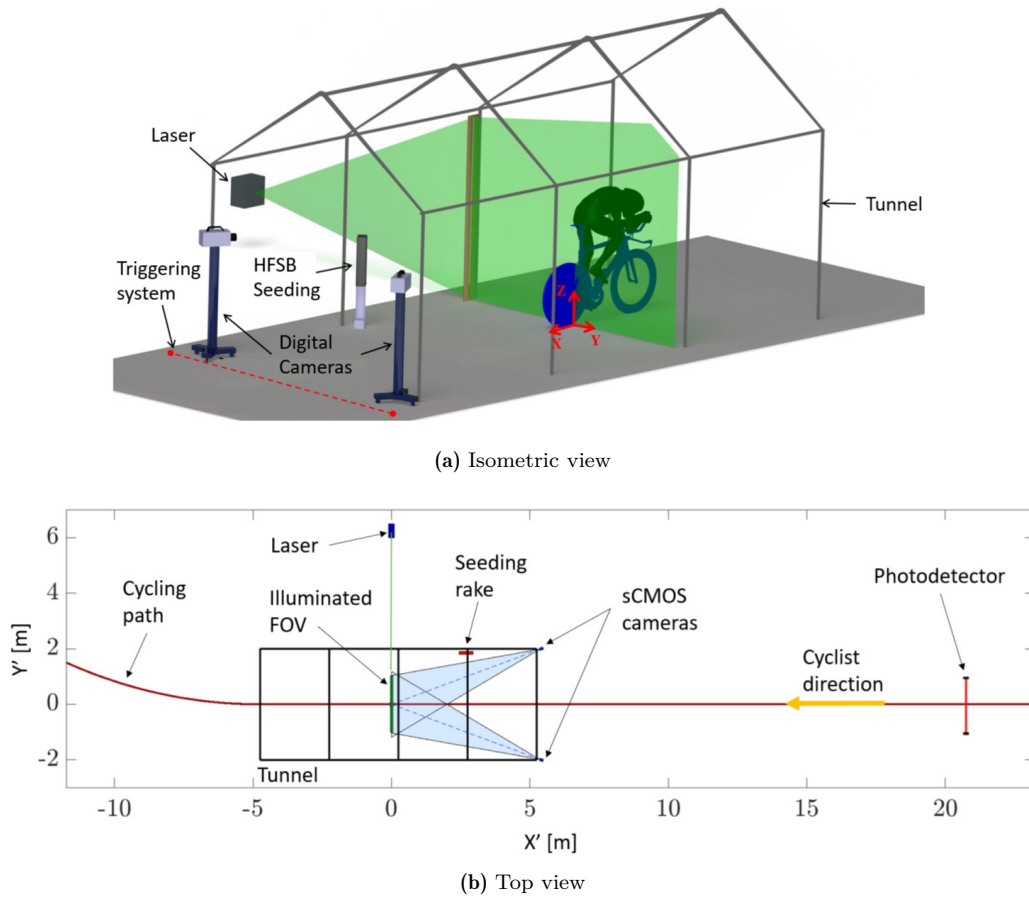 Laser
Tunnel
Triggering
system
HFSB
Seeding
Digital
Cameras
Z
X
Y
(a) Isometric view
Y' [m]
6
4
2
0
-2
Laser
Cycling
path
Illuminated
FOV
Seeding
rake
sCMOS
cameras
Photodetector
Cyclist
direction
Tunnel
-10
-5
0
5
10
15
20
X' [m]
(b) Top view